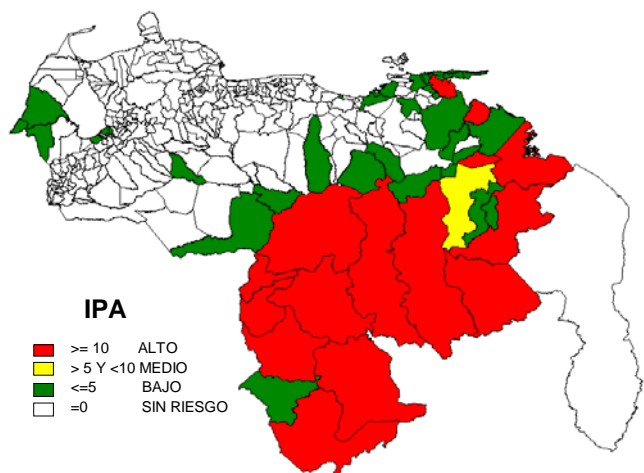 IPA
>= 10 ALTO
> 5 Y <10 MEDIO
<=5 BAJO
=0 SIN RIESGO